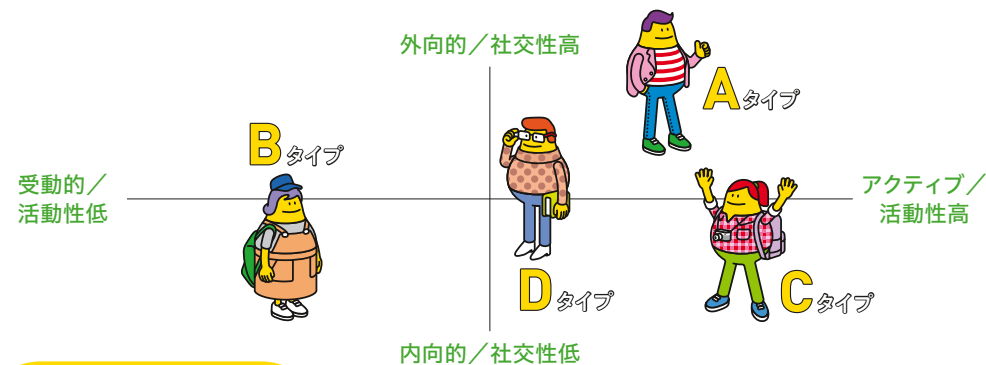 外向的／社交性高
Aタイプ
Bタイプ
受動的／
活動性低
アクティブ／
活動性高
Dタイプ
Cタイプ
内向的／社交性低